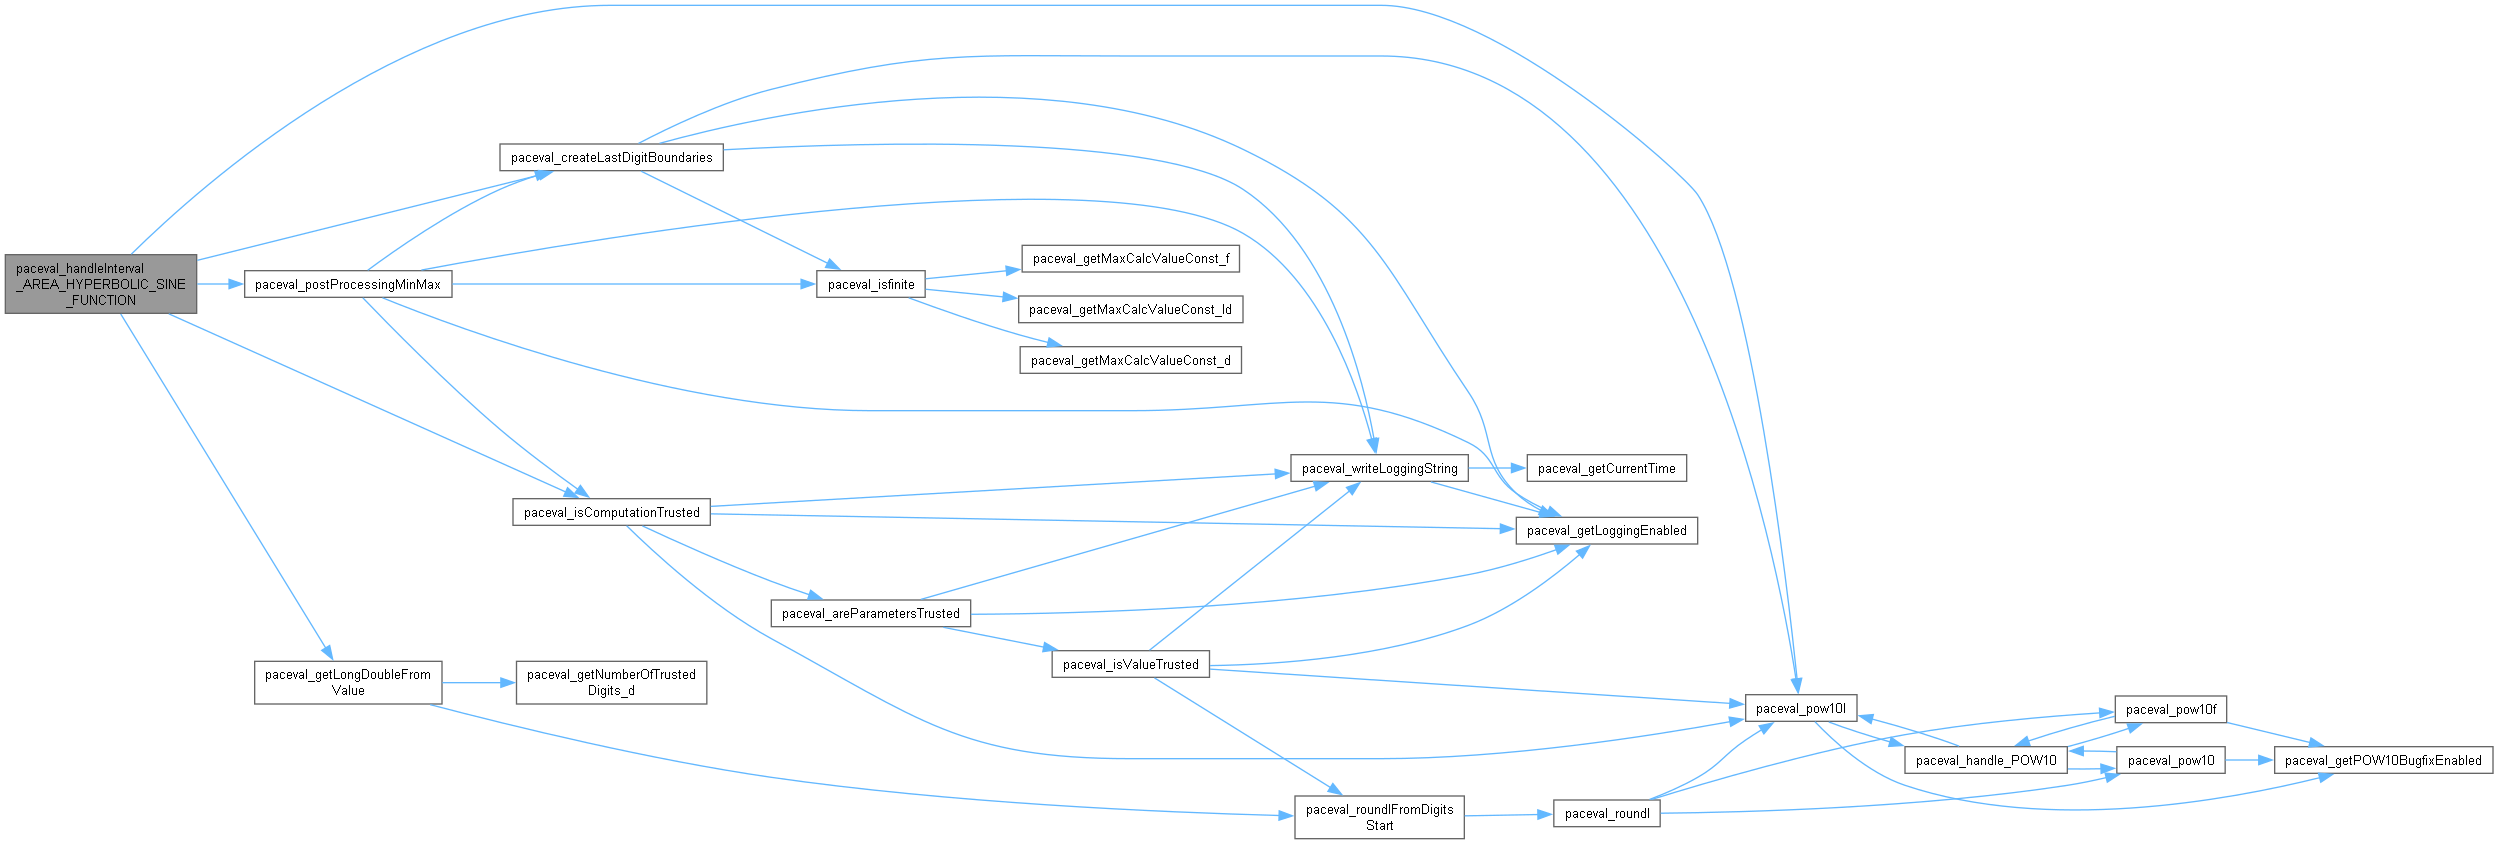 paceval_handleInterval
_AREA_HYPERBOLIC_SINE
_FUNCTION
paceval_createLastDigitBoundaries
paceval_postProcessingMinMax
paceval_isfinite
paceval_getMaxCalcValueConst_f
paceval_getMaxCalcValueConst_ld
paceval_getMaxCalcValueConst_d
paceval_writeLoggingString
paceval_getCurrentTime
paceval_isComputationTrusted
paceval_getLoggingEnabled
paceval_areParametersTrusted
paceval_isValueTrusted
paceval_getLongDoubleFrom
Value
paceval_getNumberOfTrusted
Digits_d
paceval_pow10l
paceval_pow10f
paceval_handle_POW10
paceval_pow10
paceval_getPOW10BugfixEnabled
paceval_roundlFromDigits
Start
paceval_roundl